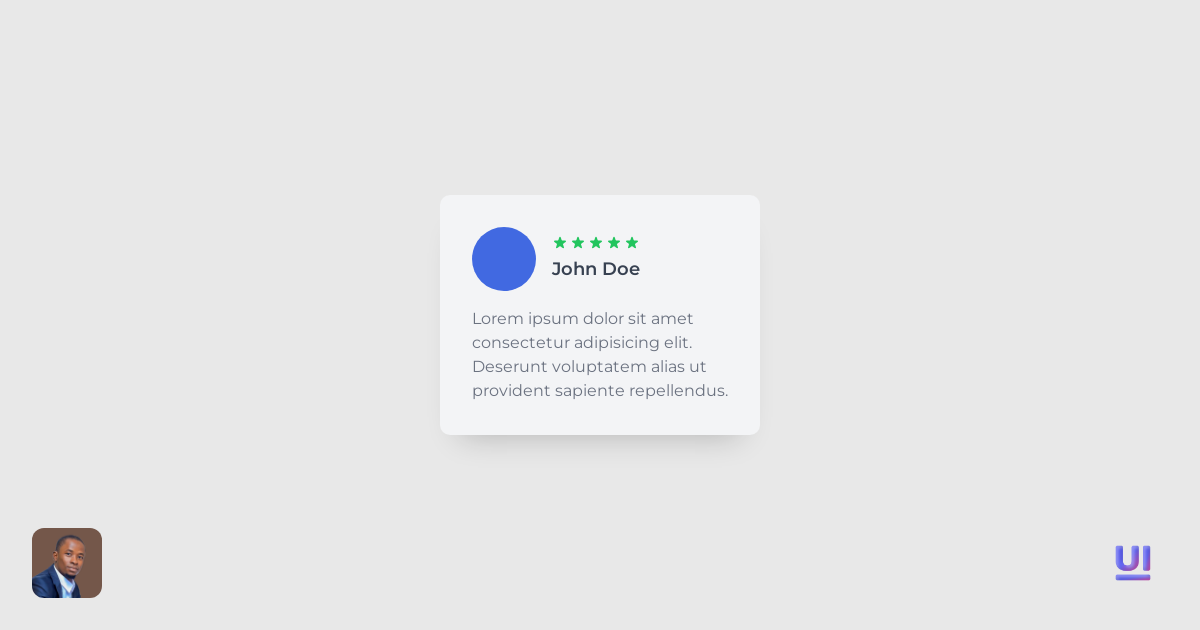 John Doe
Lorem ipsum dolor sit amet
consectetur adipisicing elit.
Deserunt voluptatem alias ut
provident sapiente repellendus.
UI